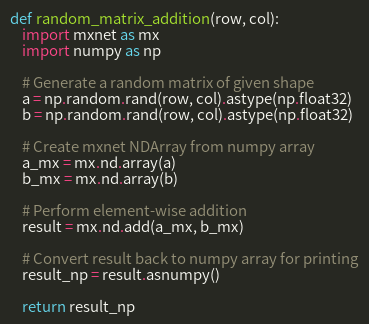 def random_matrix_addition(row, col):
    import mxnet as mx
    import numpy as np

    # Generate a random matrix of given shape
    a = np.random.rand(row, col).astype(np.float32)
    b = np.random.rand(row, col).astype(np.float32)

    # Create mxnet NDArray from numpy array
    a_mx = mx.nd.array(a)
    b_mx = mx.nd.array(b)

    # Perform element-wise addition
    result = mx.nd.add(a_mx, b_mx)

    # Convert result back to numpy array for printing
    result_np = result.asnumpy()

    return result_np